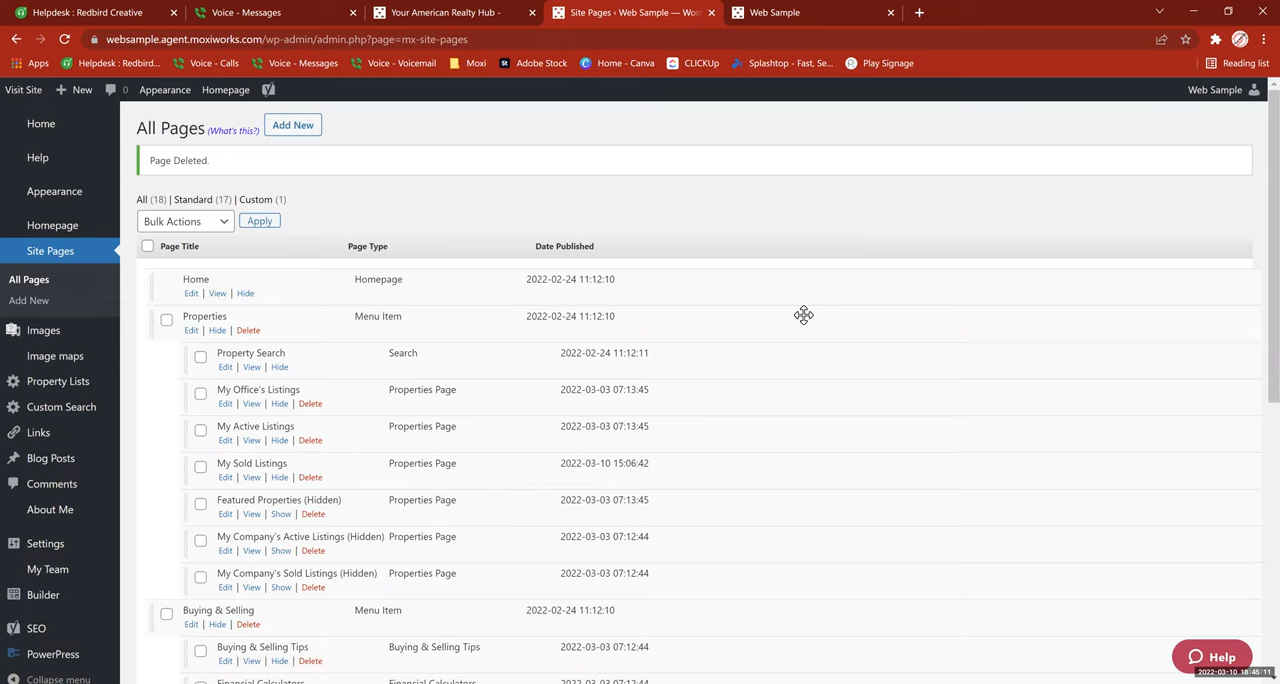 Helpdesk : Redbird Creative
Voice - Messages
Your American Realty Hub -
Site Pages ‹ Web Sample — Wor
Web Sample
websample.agent.moxiworks.com/wp-admin/admin.php?page=mx-site-pages
Apps Helpdesk : Redbird... Voice - Calls Voice - Messages Voice - Voicemail Moxi St Adobe Stock Home - Canva CLICKUp Splashtop - Fast, Se... Play Signage Reading list
Visit Site New 0 Appearance Homepage Web Sample
Home
Help
Appearance
Homepage
Site Pages
All Pages
Add New
Images
Image maps
Property Lists
Custom Search
Links
Blog Posts
Comments
About Me
Settings
My Team
Builder
SEO
PowerPress
Collapse menu
All Pages (What's this?) Add New
Page Deleted.
All (18) | Standard (17) | Custom (1)
Bulk Actions Apply
Page Title Page Type Date Published
Home Homepage 2022-02-24 11:12:10
Edit | View | Hide
Properties Menu Item 2022-02-24 11:12:10
Edit | Hide | Delete
Property Search Search 2022-02-24 11:12:11
Edit | View | Hide
My Office's Listings Properties Page 2022-03-03 07:13:45
Edit | View | Hide | Delete
My Active Listings Properties Page 2022-03-03 07:13:45
Edit | View | Hide | Delete
My Sold Listings Properties Page 2022-03-10 15:06:42
Edit | View | Hide | Delete
Featured Properties (Hidden) Properties Page 2022-03-03 07:13:45
Edit | View | Show | Delete
My Company's Active Listings (Hidden) Properties Page 2022-03-03 07:12:44
Edit | View | Show | Delete
My Company's Sold Listings (Hidden) Properties Page 2022-03-03 07:12:44
Edit | View | Show | Delete
Buying & Selling Menu Item 2022-02-24 11:12:10
Edit | Hide | Delete
Buying & Selling Tips Buying & Selling Tips 2022-03-03 07:12:44
Edit | View | Hide | Delete
Financial Calculators Financial Calculators 2022-03-03 07:12:44
Help
2022-03-10 18:45:11